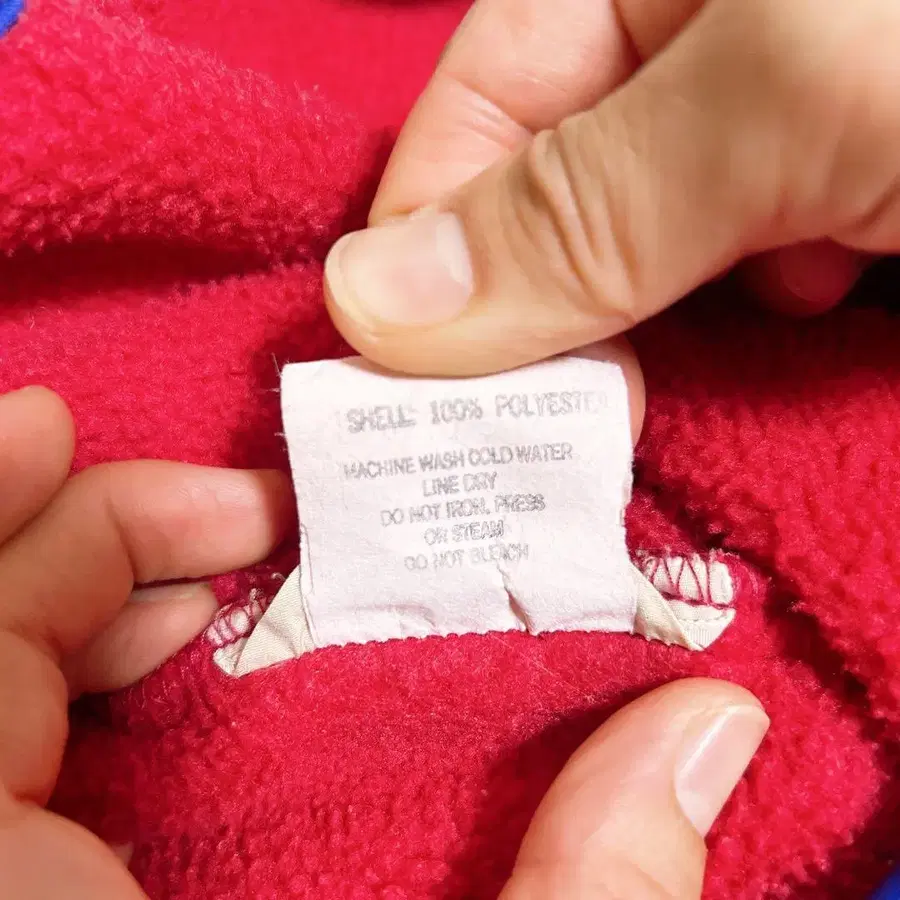 SHELL: 100% POLYESTER
MACHINE WASH COLD WATER
LINE DRY
DO NOT IRON, PRESS
OR STEAM
DO NOT BLEACH